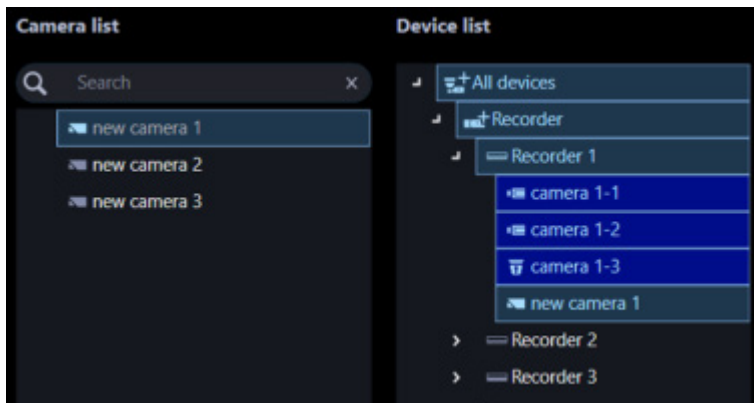 Camera list
Search
new camera 1
new camera 2
new camera 3
Device list
All devices
Recorder
Recorder 1
camera 1-1
camera 1-2
camera 1-3
new camera 1
Recorder 2
Recorder 3